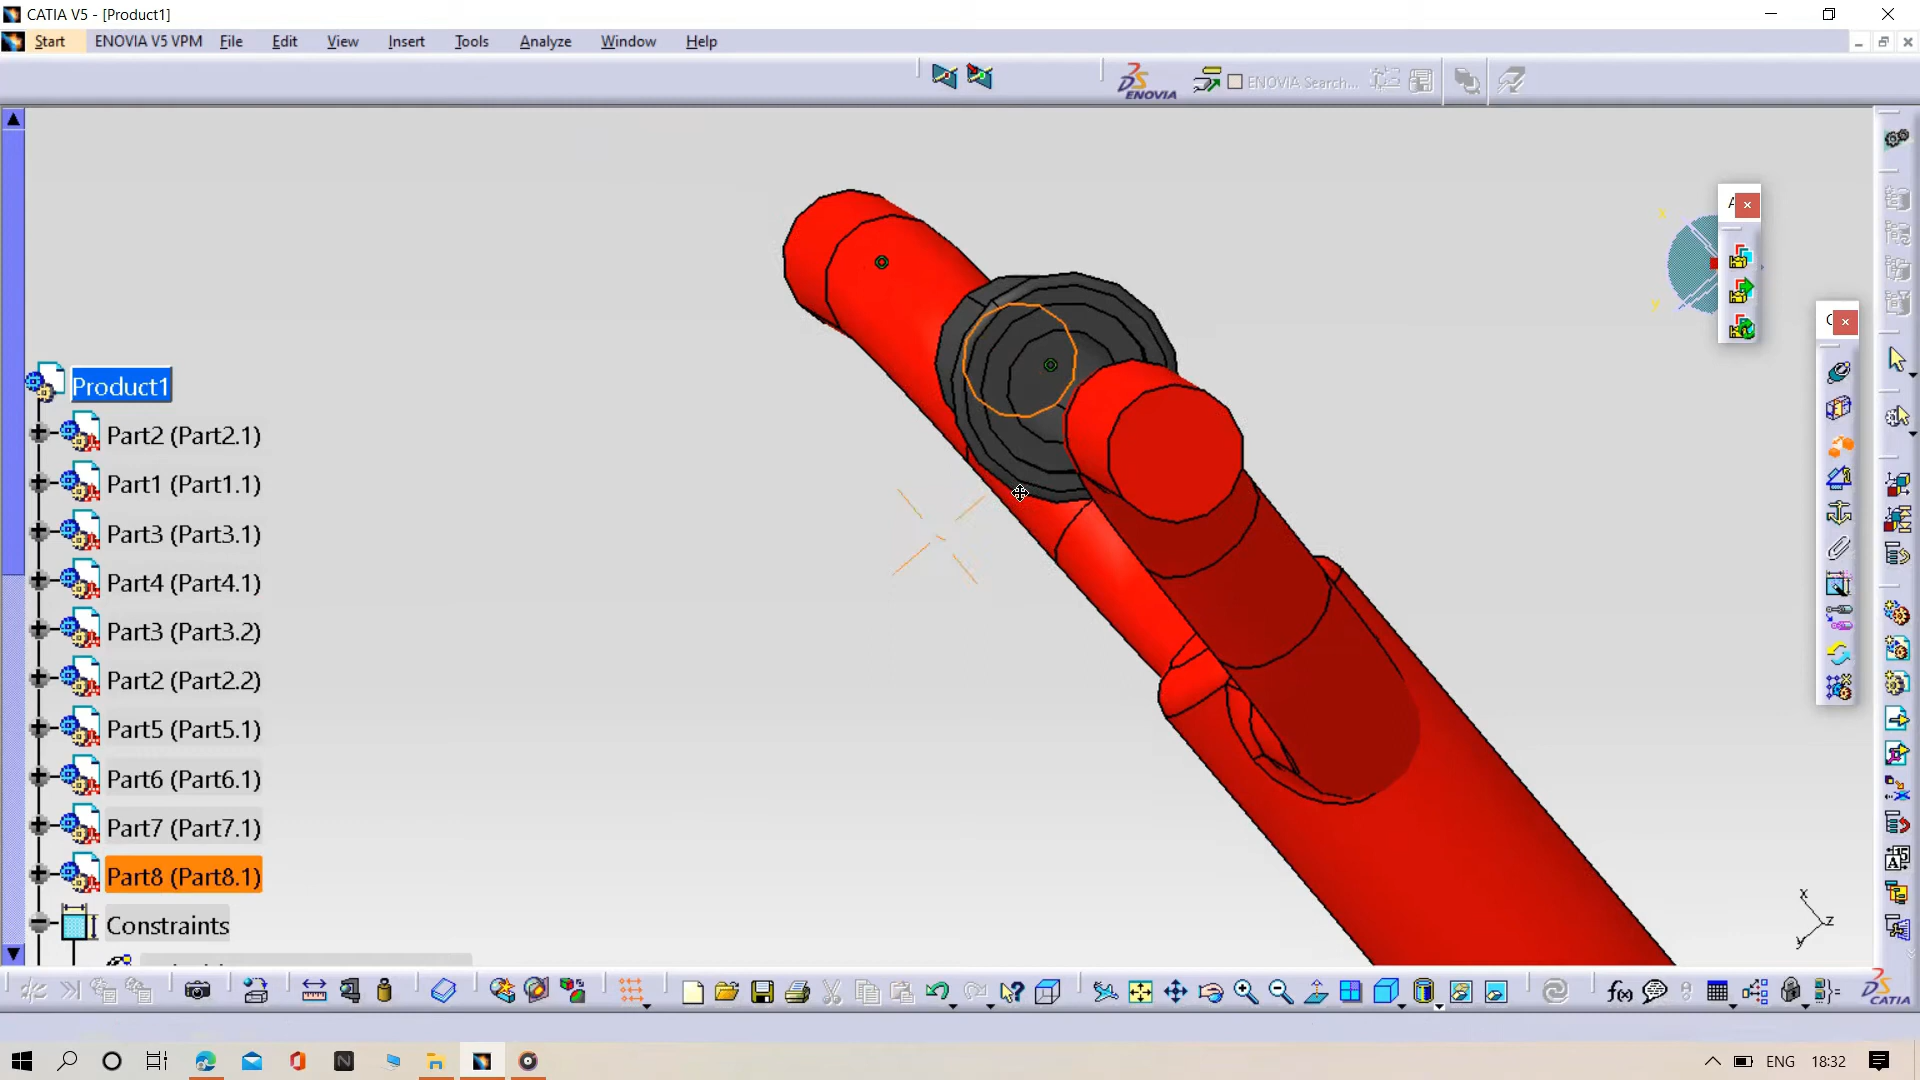 CATIA V5 - [Product1]
Start ENOVIA V5 VPM File Edit View Insert Tools Analyze Window Help
DS ENOVIA
ENOVIA Search...
Product1
Part2 (Part2.1)
Part1 (Part1.1)
Part3 (Part3.1)
Part4 (Part4.1)
Part3 (Part3.2)
Part2 (Part2.2)
Part5 (Part5.1)
Part6 (Part6.1)
Part7 (Part7.1)
Part8 (Part8.1)
Constraints
x
z
y
f(x)
DS CATIA
ENG 18:32